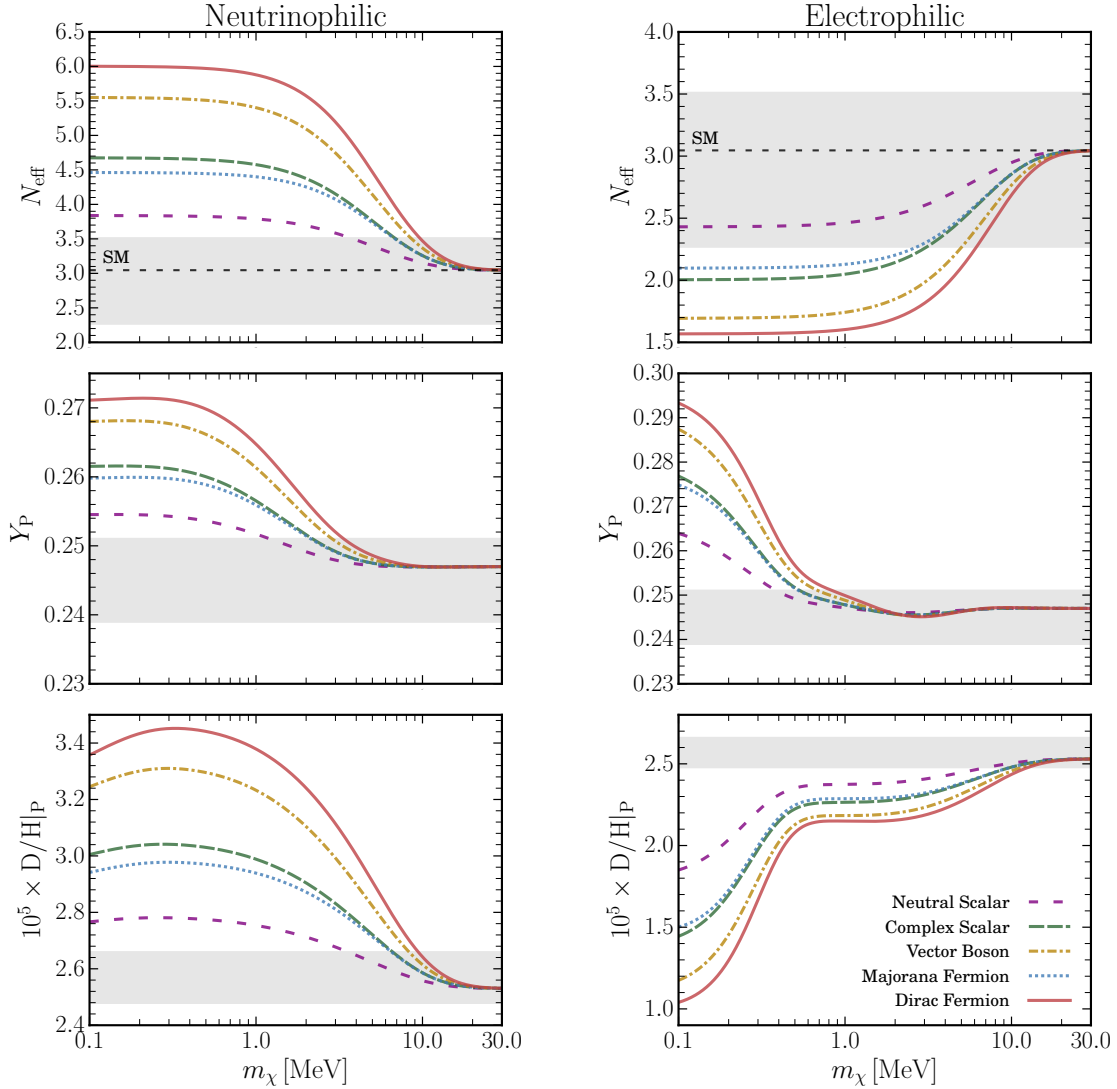 Neutrinophilic
Electrophilic
6.5
6.0
5.5
5.0
4.5
4.0
3.5
3.0
2.5
2.0
N_eff
SM
4.0
3.5
3.0
2.5
2.0
1.5
N_eff
SM
0.27
0.26
0.25
0.24
0.23
Y_P
0.30
0.29
0.28
0.27
0.26
0.25
0.24
0.23
Y_P
3.4
3.2
3.0
2.8
2.6
2.4
10^5 × D/H|_P
0.1
1.0
10.0
30.0
m_χ [MeV]
2.5
2.0
1.5
1.0
10^5 × D/H|_P
Neutral Scalar
Complex Scalar
Vector Boson
Majorana Fermion
Dirac Fermion
0.1
1.0
10.0
30.0
m_χ [MeV]